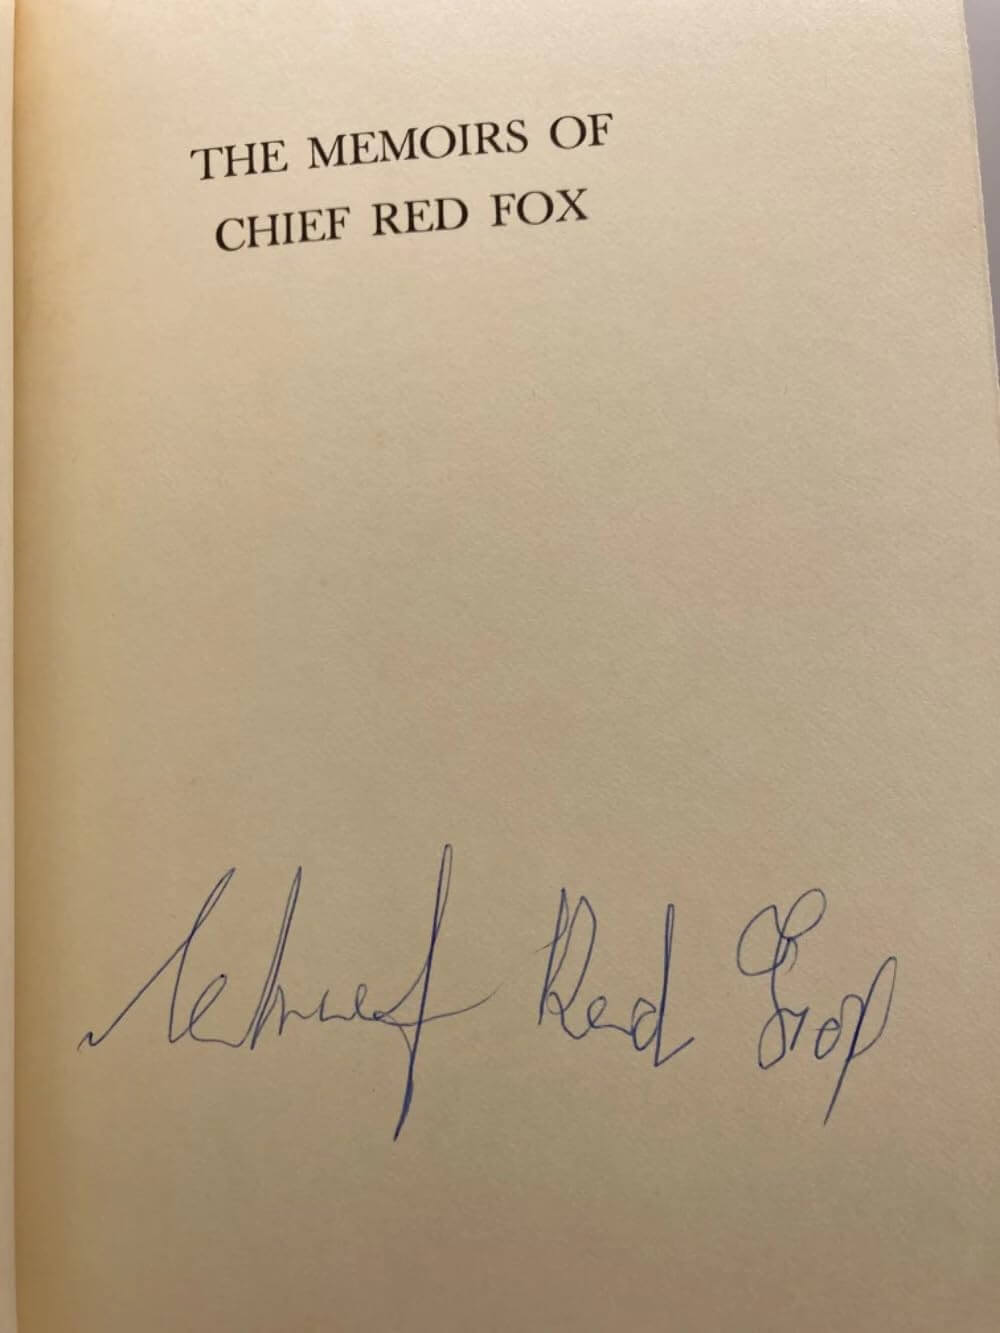 THE MEMOIRS OF
CHIEF RED FOX
Chief Red Fox